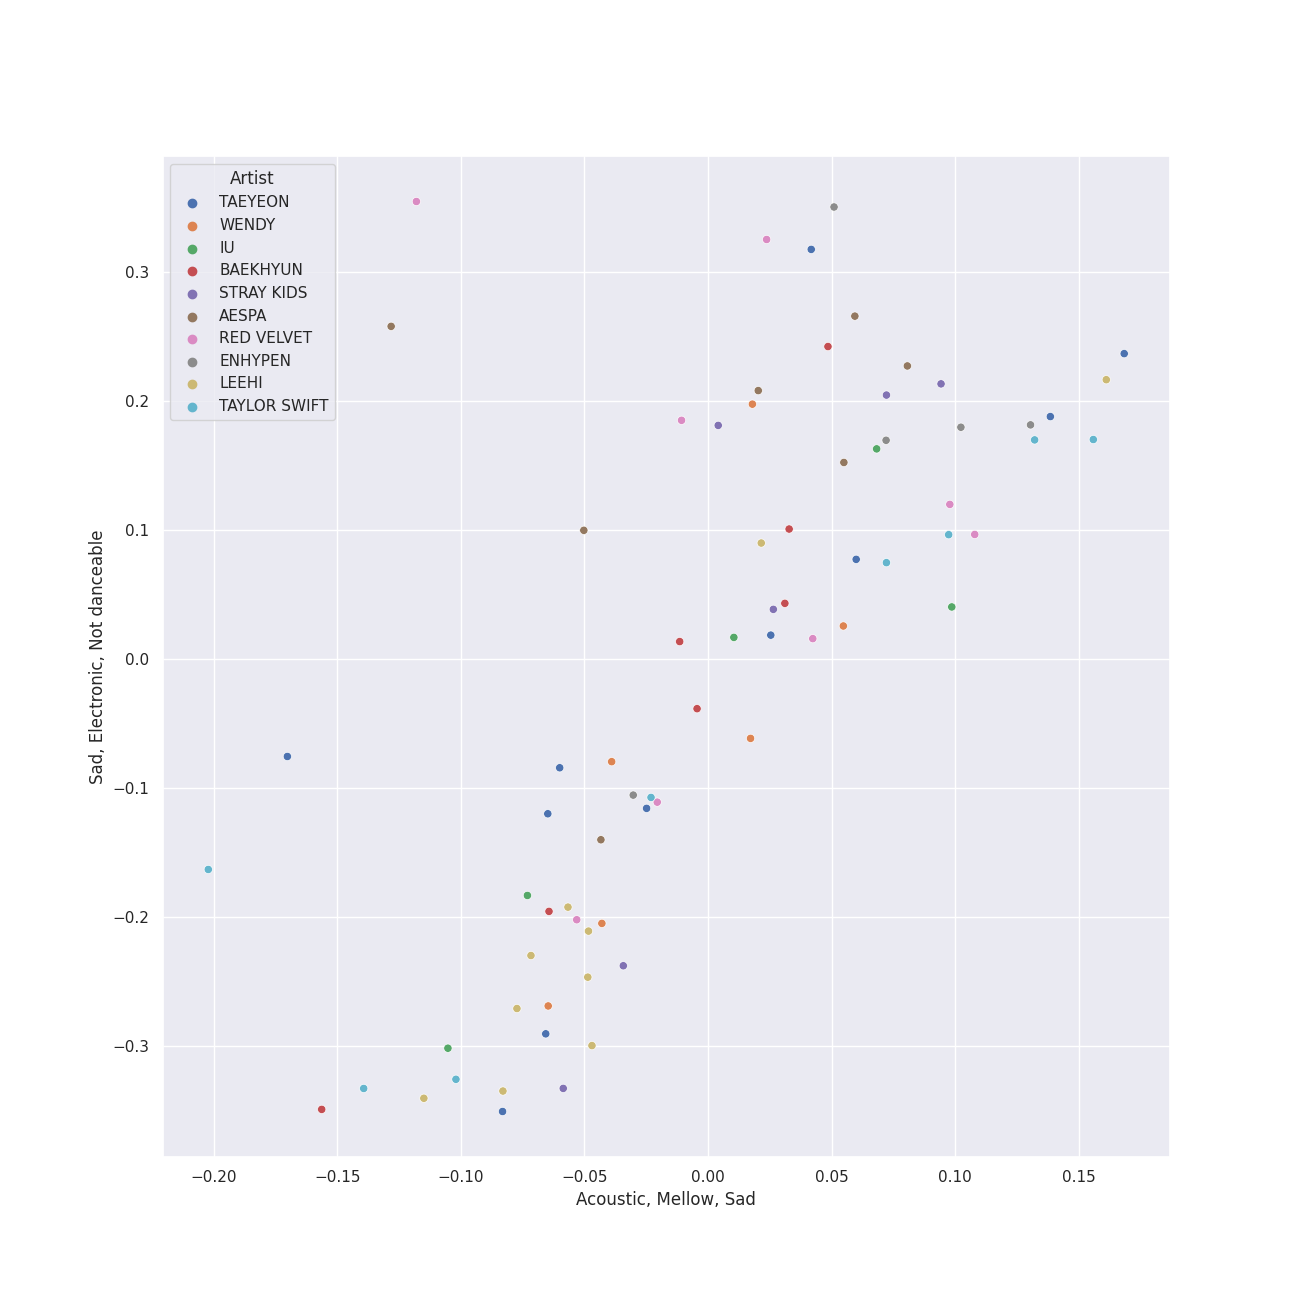 Artist
TAEYEON
WENDY
IU
BAEKHYUN
STRAY KIDS
AESPA
RED VELVET
ENHYPEN
LEEHI
TAYLOR SWIFT
Sad, Electronic, Not danceable
0.3
0.2
0.1
0.0
−0.1
−0.2
−0.3
−0.20 −0.15 −0.10 −0.05 0.00 0.05 0.10 0.15
Acoustic, Mellow, Sad